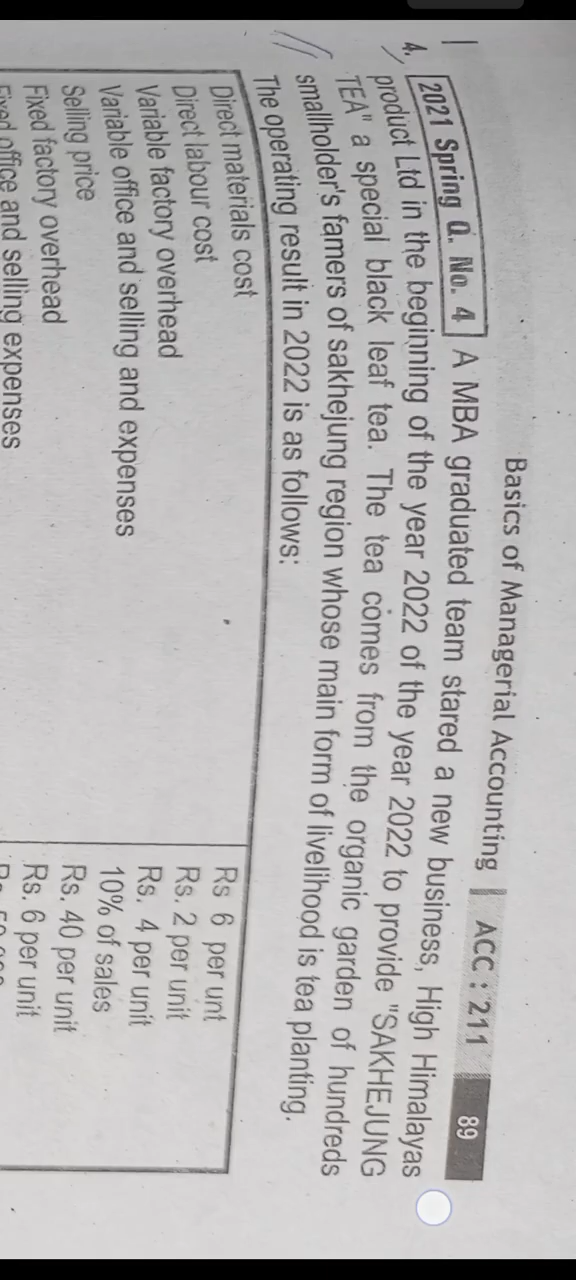 Basics of Managerial Accounting | ACC : 211 89
4. 2021 Spring Q. No. 4 A MBA graduated team stared a new business, High Himalayas
product Ltd in the beginning of the year 2022 of the year 2022 to provide "SAKHEJUNG
TEA" a special black leaf tea. The tea comes from the organic garden of hundreds
smallholder's famers of sakhejung region whose main form of livelihood is tea planting.
The operating result in 2022 is as follows:
Direct materials cost Rs 6 per unt
Direct labour cost Rs. 2 per unit
Variable factory overhead Rs. 4 per unit
Variable office and selling and expenses 10% of sales
Selling price Rs. 40 per unit
Fixed factory overhead Rs. 6 per unit
Fixed office and selling expenses